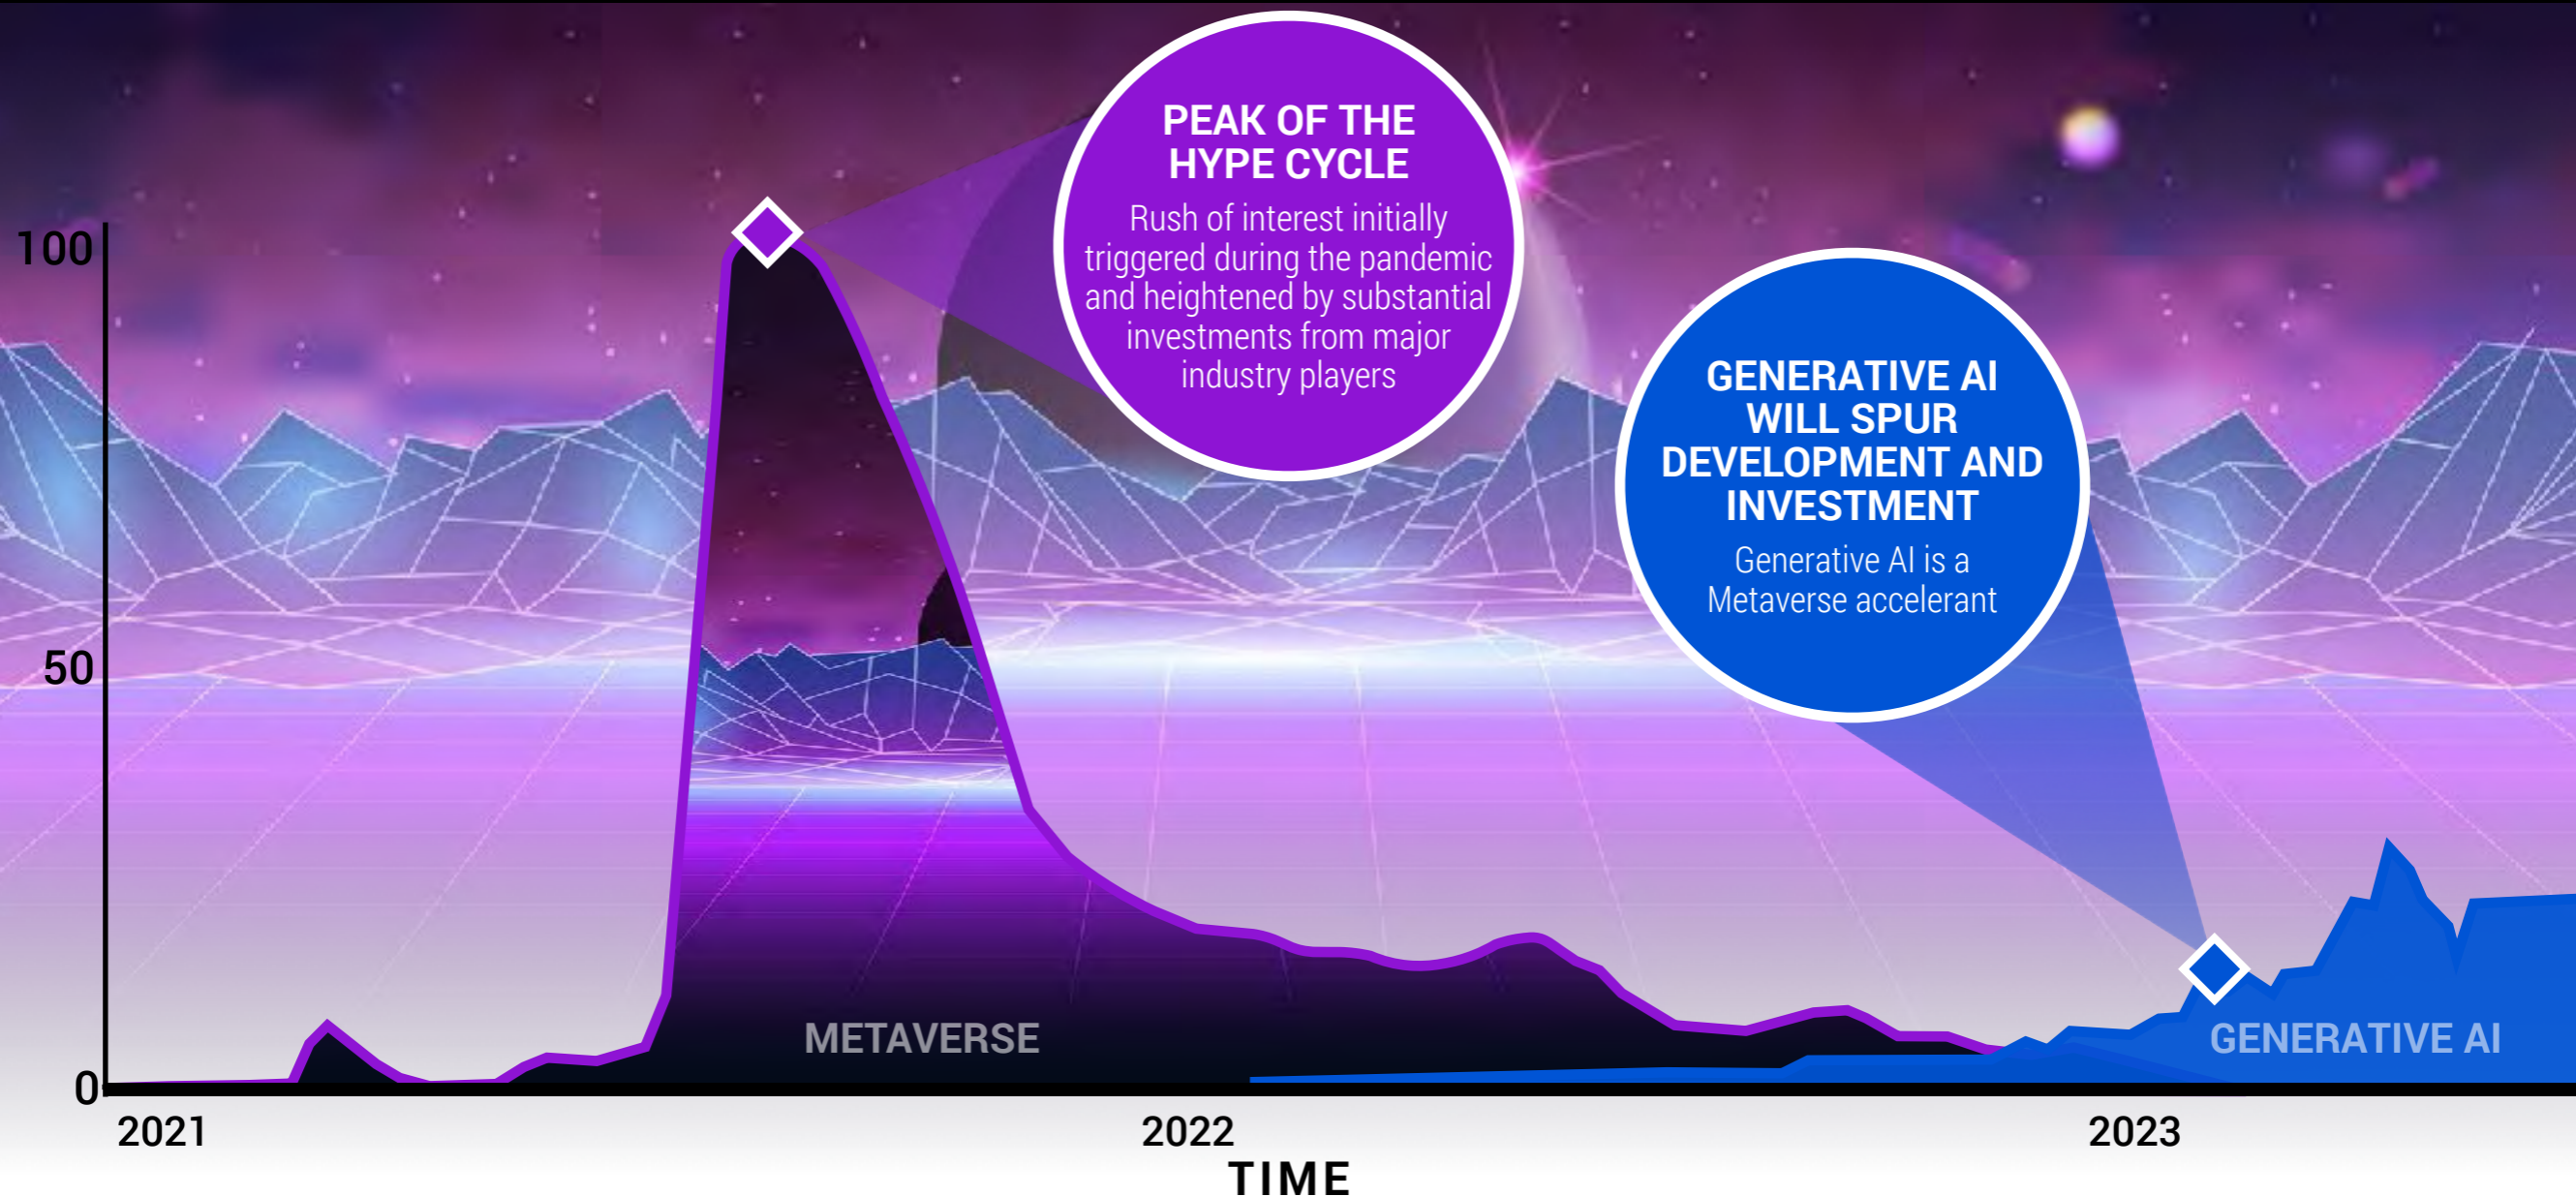 PEAK OF THE
HYPE CYCLE
Rush of interest initially
triggered during the pandemic
and heightened by substantial
investments from major
industry players
GENERATIVE AI
WILL SPUR
DEVELOPMENT AND
INVESTMENT
Generative AI is a
Metaverse accelerant
100
50
0
METAVERSE
GENERATIVE AI
2021
2022
2023
TIME